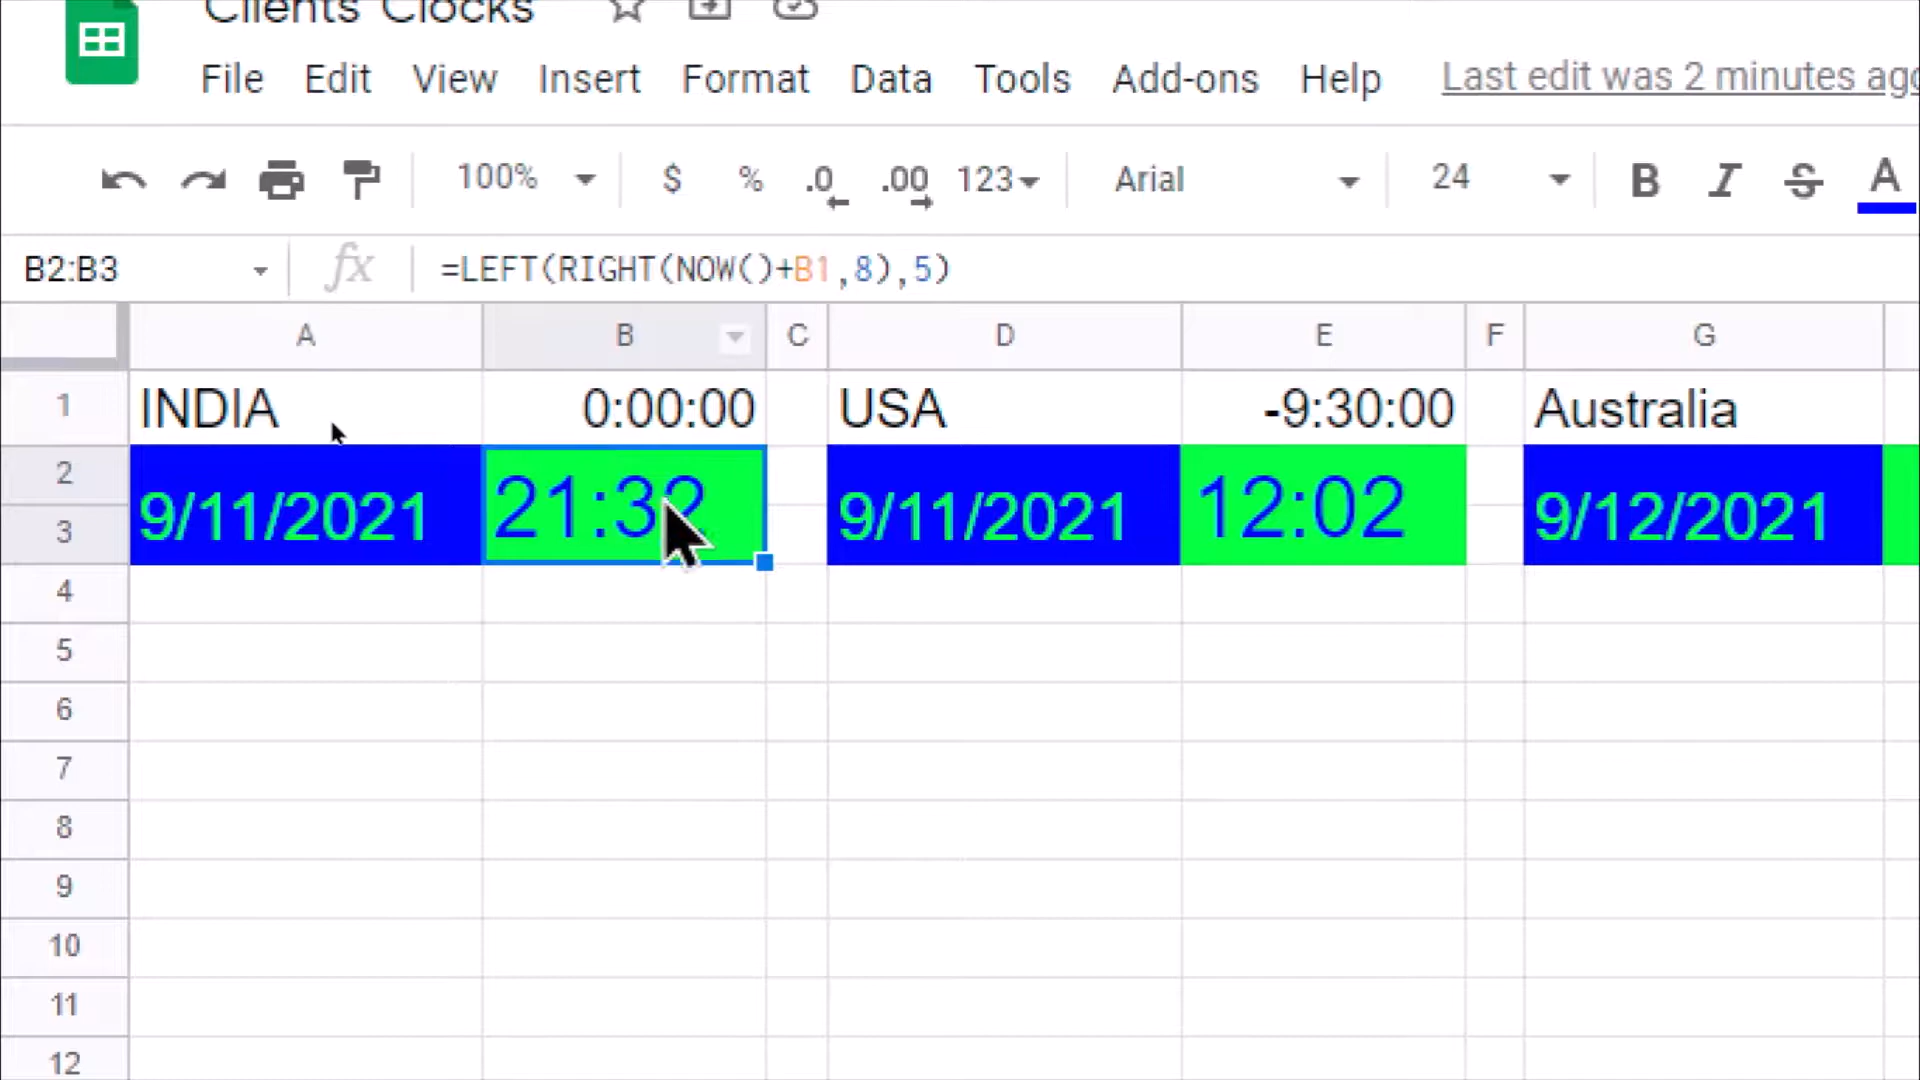 Clients Clocks
File Edit View Insert Format Data Tools Add-ons Help Last edit was 2 minutes ago
100% $ % .0 .00 123 Arial 24 B I S A
B2:B3 fx =LEFT(RIGHT(NOW()+B1,8),5)
A B C D E F G
1 INDIA 0:00:00 USA -9:30:00 Australia
2 9/11/2021 21:32 9/11/2021 12:02 9/12/2021
3
4
5
6
7
8
9
10
11
12